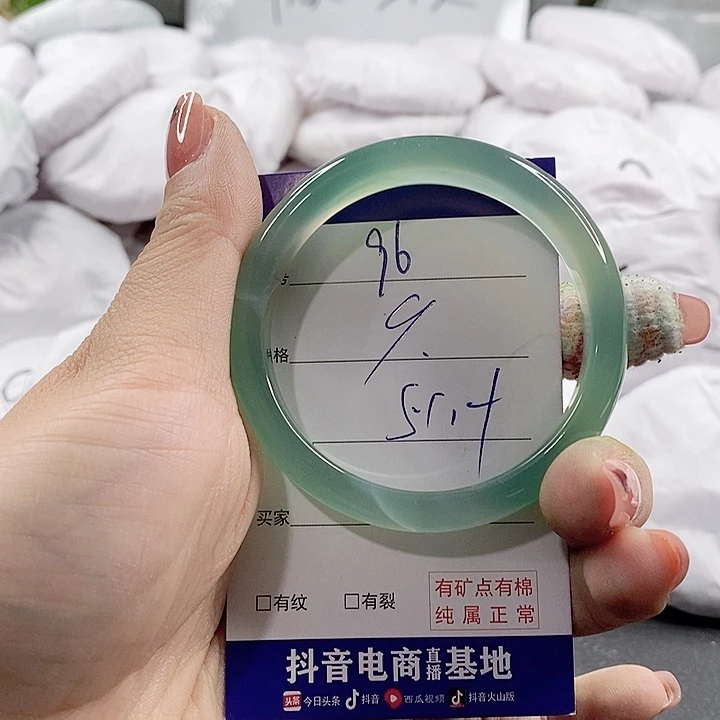 96
格
9.
55.4
买家
□有纹 □有裂
有矿点有棉
纯属正常
抖音电商直播基地
头条 今日头条 抖音 西瓜视频 抖音火山版